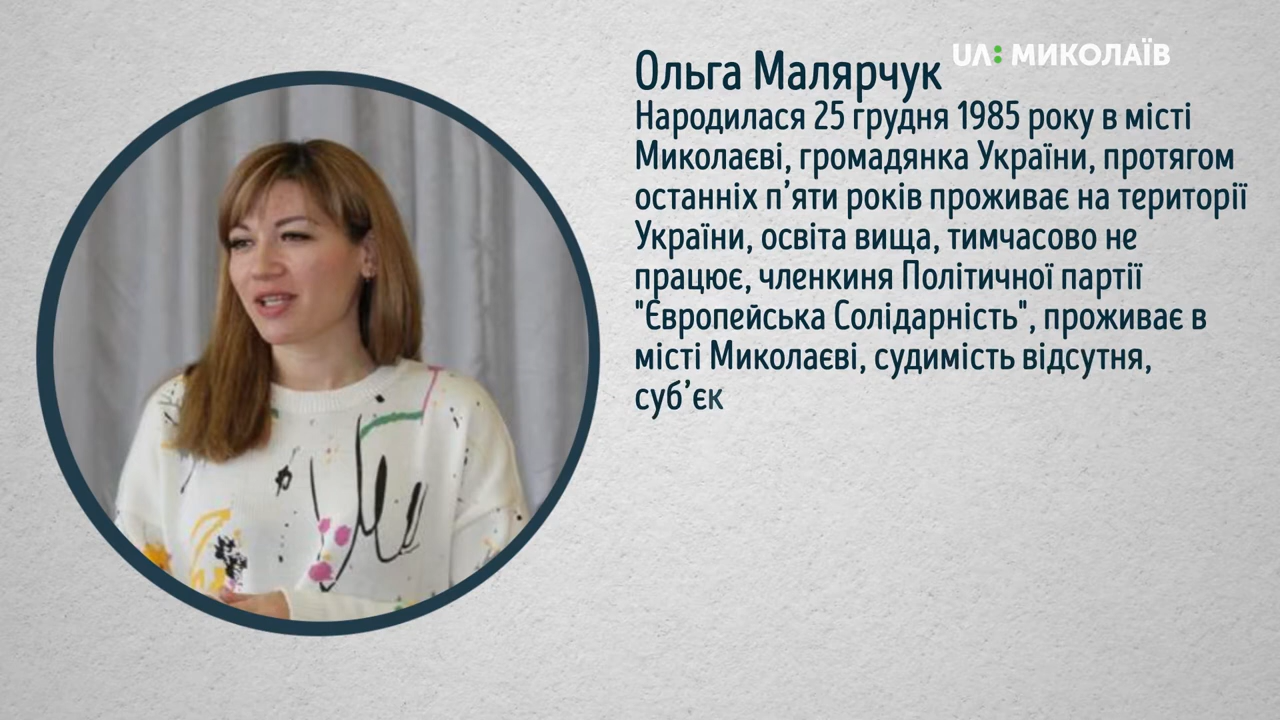 UA: МИКОЛАЇВ
Ольга Малярчук
Народилася 25 грудня 1985 року в місті
Миколаєві, громадянка України, протягом
останніх п’яти років проживає на території
України, освіта вища, тимчасово не
працює, членкиня Політичної партії
"Європейська Солідарність", проживає в
місті Миколаєві, судимість відсутня,
суб’єк